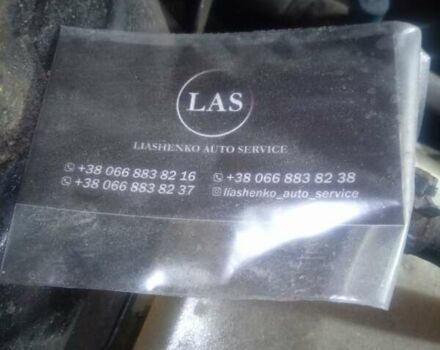 LAS
LIASHENKO AUTO SERVICE
+38 066 883 82 16
+38 066 883 82 37
+38 066 883 82 38
liashenko_auto_service